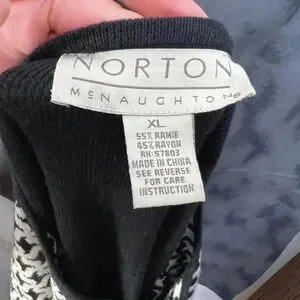 NORTON
McNAUGHTON
XL
55% RAMIE
45% RAYON
RN-57803
MADE IN CHINA
SEE REVERSE
FOR CARE
INSTRUCTION